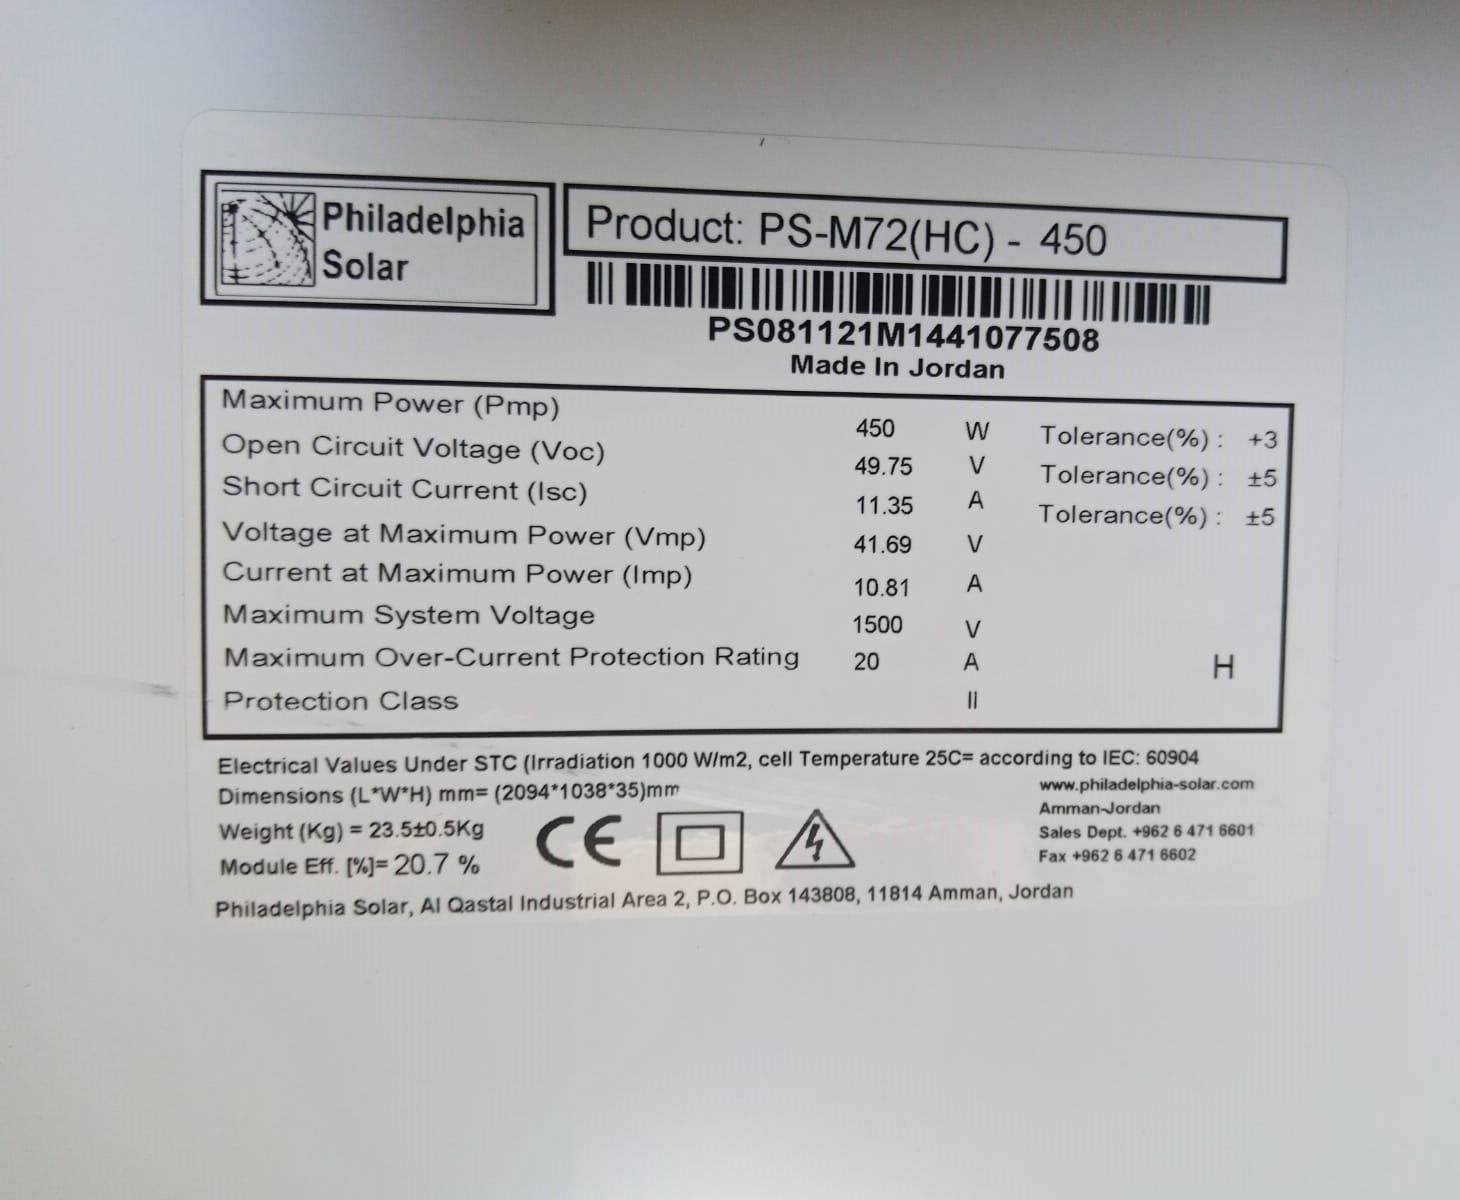 Philadelphia
Solar
Product: PS-M72(HC) - 450
PS081121M1441077508
Made In Jordan
Maximum Power (Pmp) 450 W Tolerance(%) : +3
Open Circuit Voltage (Voc) 49.75 V Tolerance(%) : ±5
Short Circuit Current (Isc) 11.35 A Tolerance(%) : ±5
Voltage at Maximum Power (Vmp) 41.69 V
Current at Maximum Power (Imp) 10.81 A
Maximum System Voltage 1500 V
Maximum Over-Current Protection Rating 20 A H
Protection Class II
Electrical Values Under STC (Irradiation 1000 W/m2, cell Temperature 25C= according to IEC: 60904
Dimensions (L*W*H) mm= (2094*1038*35)mm
Weight (Kg) = 23.5±0.5Kg
Module Eff. [%]= 20.7 %
CE
www.philadelphia-solar.com
Amman-Jordan
Sales Dept. +962 6 471 6601
Fax +962 6 471 6602
Philadelphia Solar, Al Qastal Industrial Area 2, P.O. Box 143808, 11814 Amman, Jordan